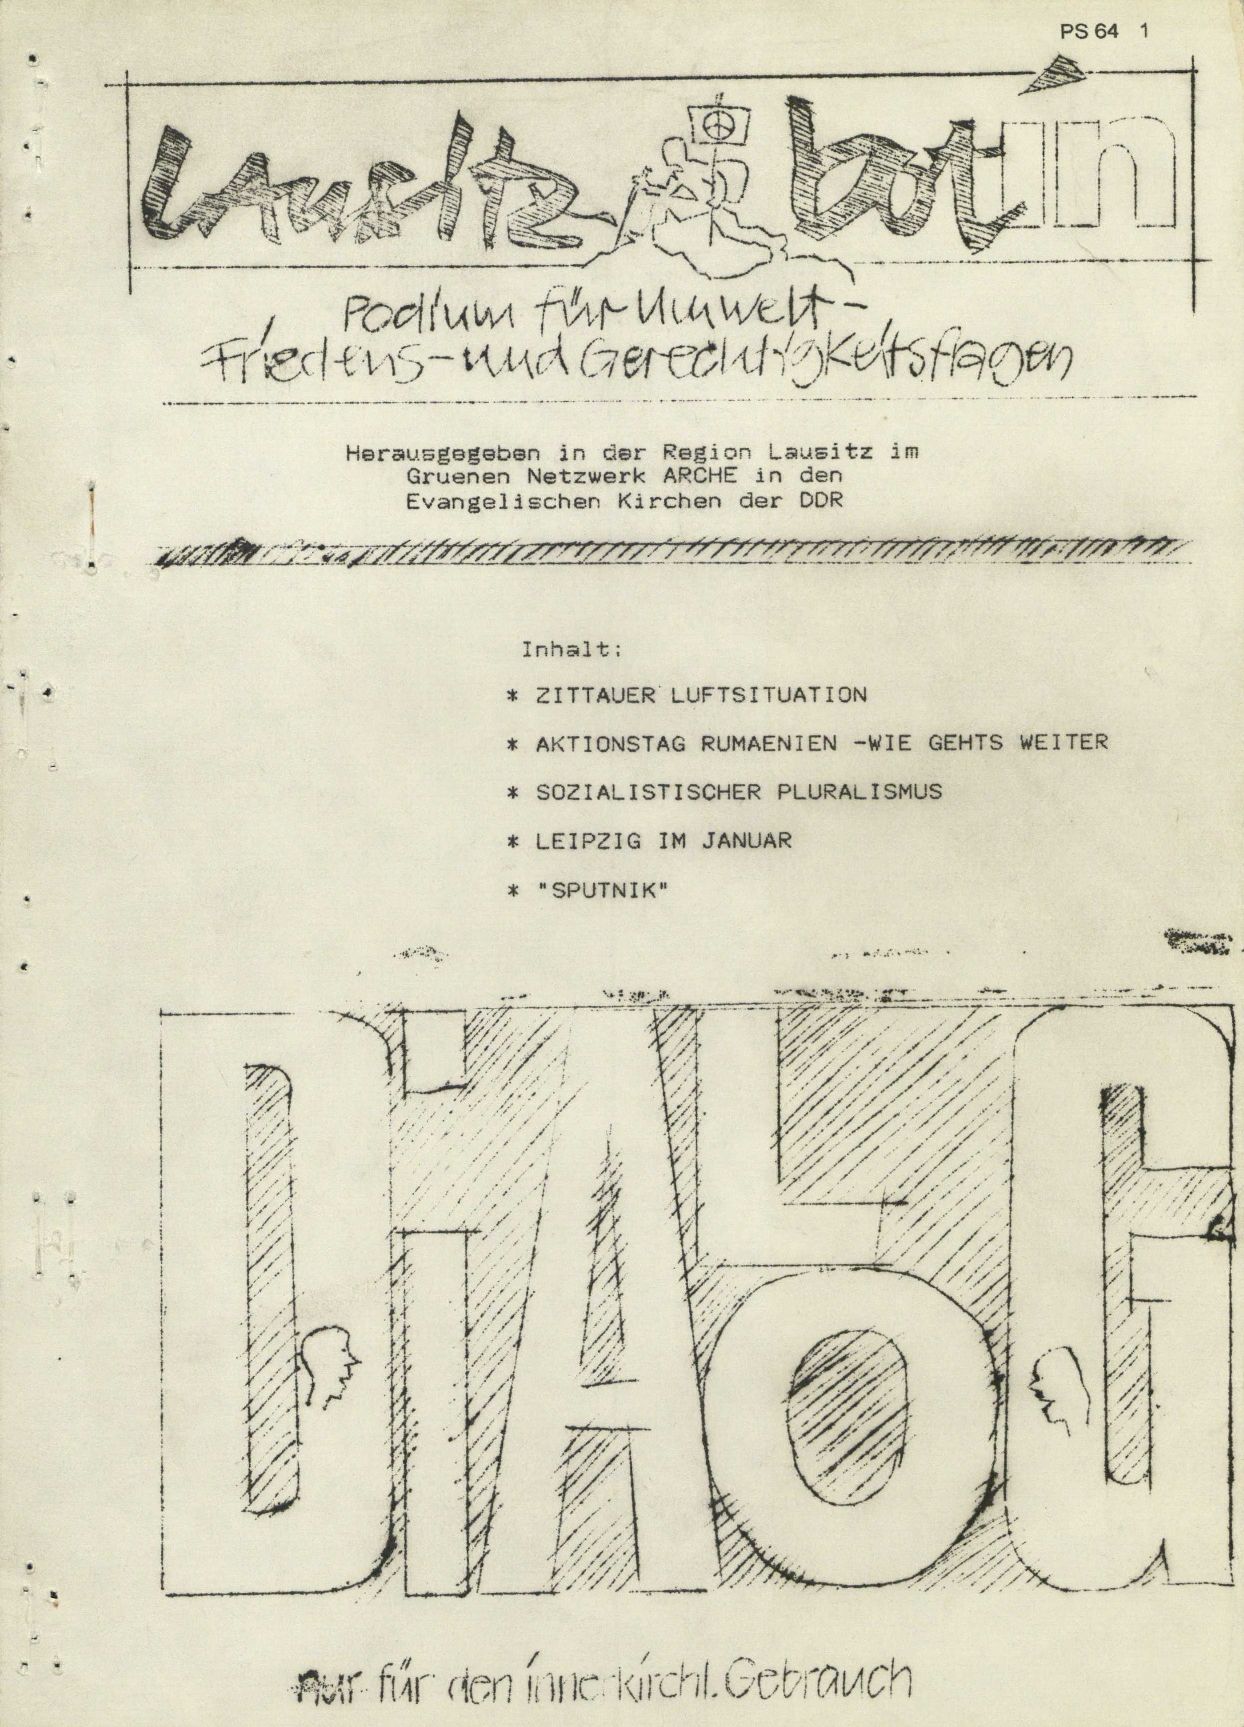 PS 64 1
Lausitz botin
Podium für Umwelt-
Friedens- und Gerechtigkeitsfragen
Herausgegeben in der Region Lausitz im
Gruenen Netzwerk ARCHE in den
Evangelischen Kirchen der DDR
Inhalt:
* ZITTAUER LUFTSITUATION
* AKTIONSTAG RUMAENIEN -WIE GEHTS WEITER
* SOZIALISTISCHER PLURALISMUS
* LEIPZIG IM JANUAR
* "SPUTNIK"
DIALOG
nur für den innerkirchl. Gebrauch